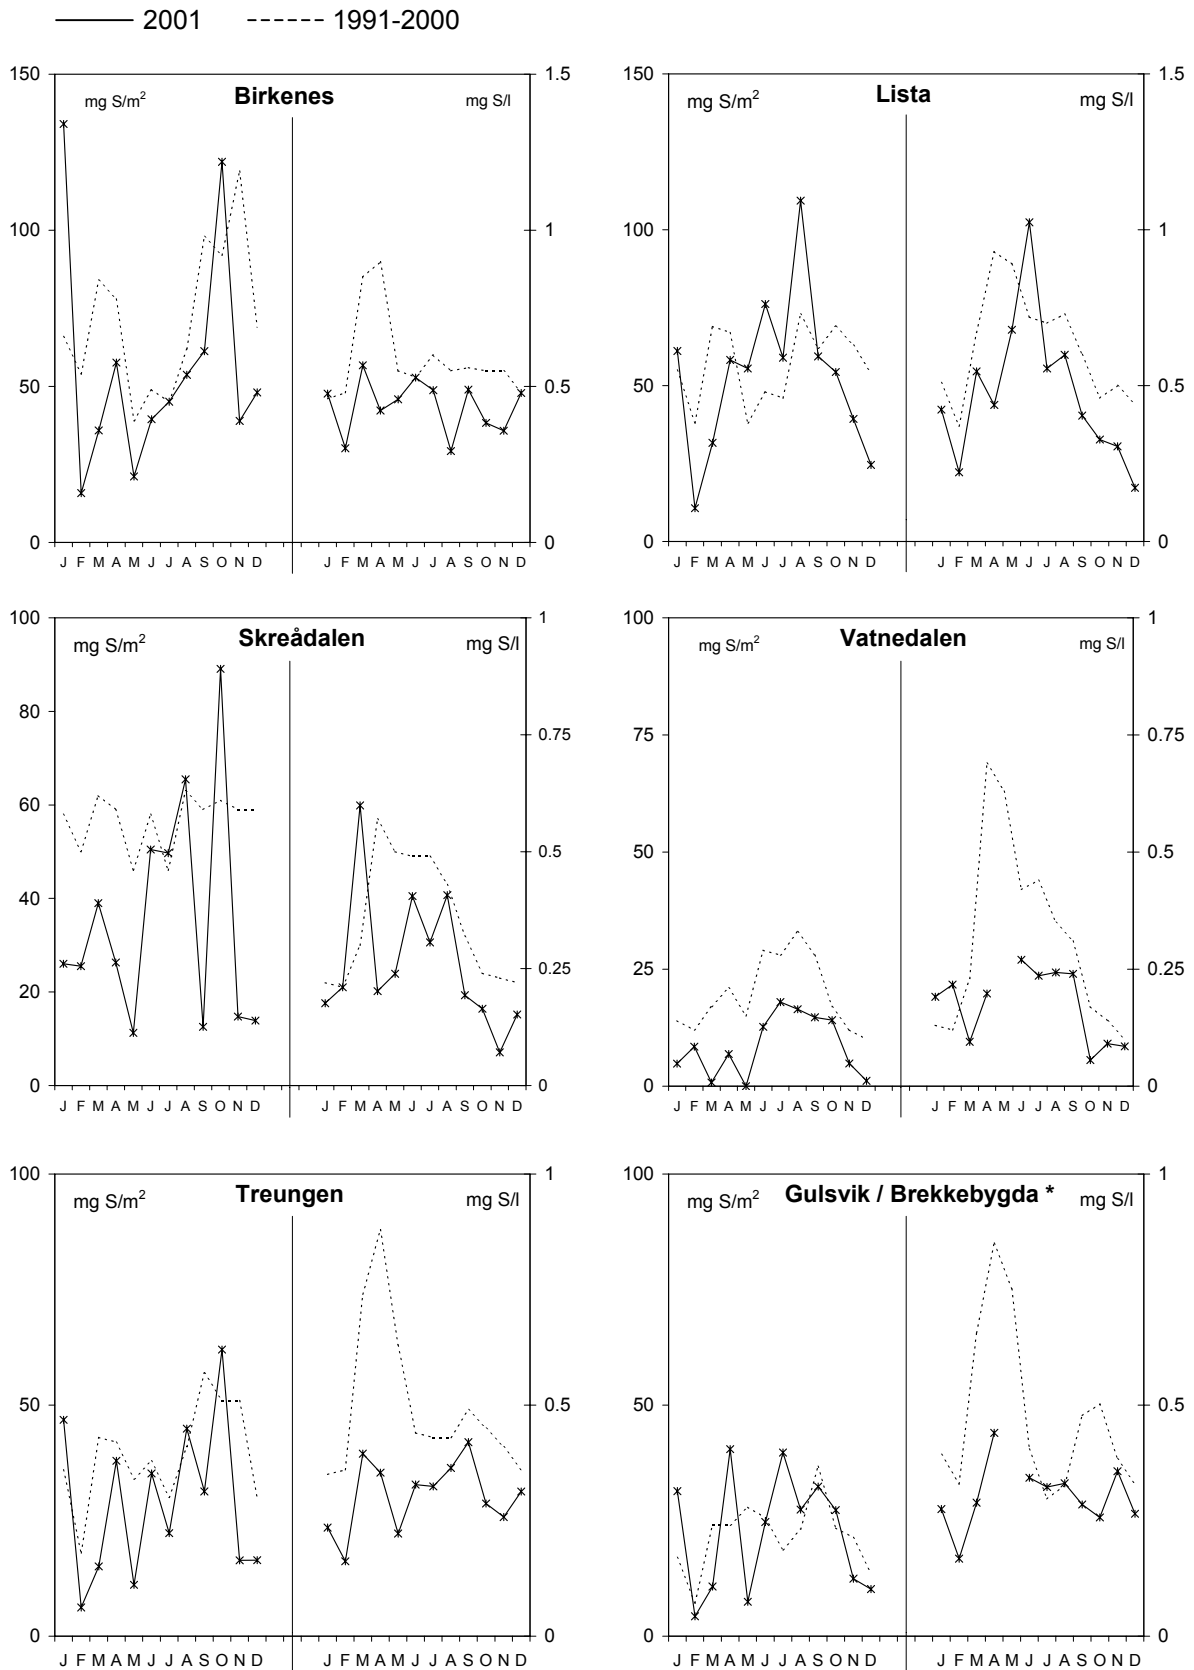 2001 1991-2000
mg S/m² Birkenes mg S/l
150 100 50 0
1.5 1 0.5 0
J F M A M J J A S O N D J F M A M J J A S O N D
mg S/m² Lista mg S/l
150 100 50 0
1.5 1 0.5 0
J F M A M J J A S O N D J F M A M J J A S O N D
mg S/m² Skreådalen mg S/l
100 80 60 40 20 0
1 0.75 0.5 0.25 0
J F M A M J J A S O N D J F M A M J J A S O N D
mg S/m² Vatnedalen mg S/l
100 75 50 25 0
1 0.75 0.5 0.25 0
J F M A M J J A S O N D J F M A M J J A S O N D
mg S/m² Treungen mg S/l
100 50 0
1 0.5 0
J F M A M J J A S O N D J F M A M J J A S O N D
mg S/m² Gulsvik / Brekkebygda * mg S/l
100 50 0
1 0.5 0
J F M A M J J A S O N D J F M A M J J A S O N D